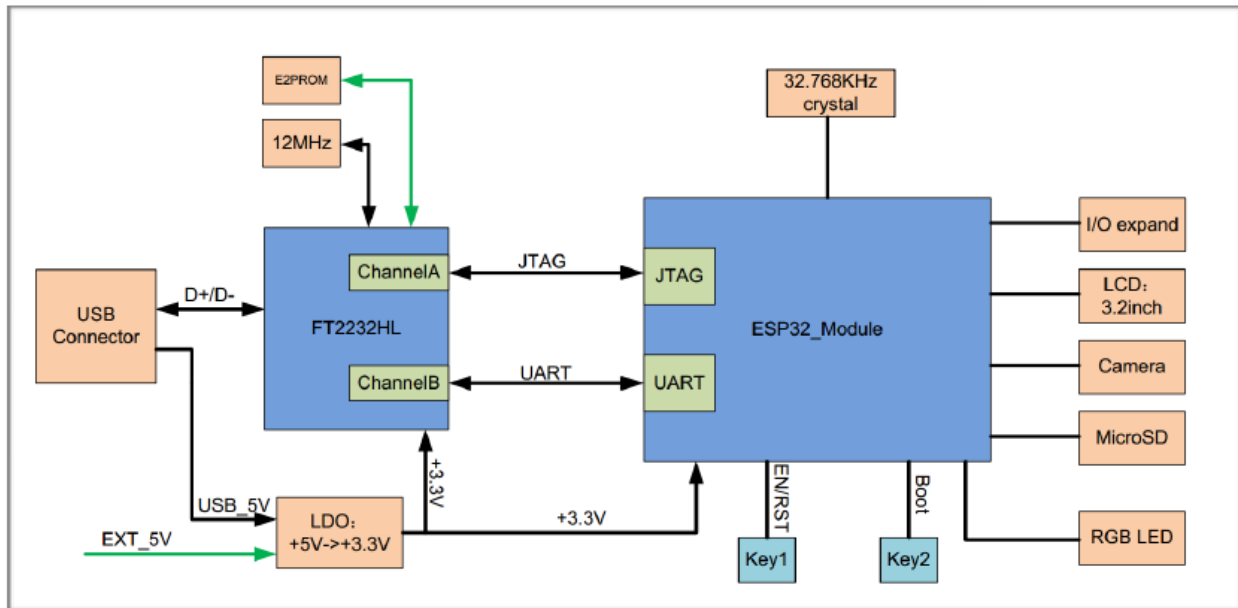 E2PROM
12MHz
32.768KHz
crystal
I/O expand
ChannelA
JTAG
JTAG
USB
Connector
D+/D-
FT2232HL
ESP32_Module
LCD：
3.2inch
ChannelB
UART
UART
Camera
MicroSD
+3.3V
USB_5V
EXT_5V
LDO：
+5V->+3.3V
+3.3V
EN/RST
Boot
Key1
Key2
RGB LED